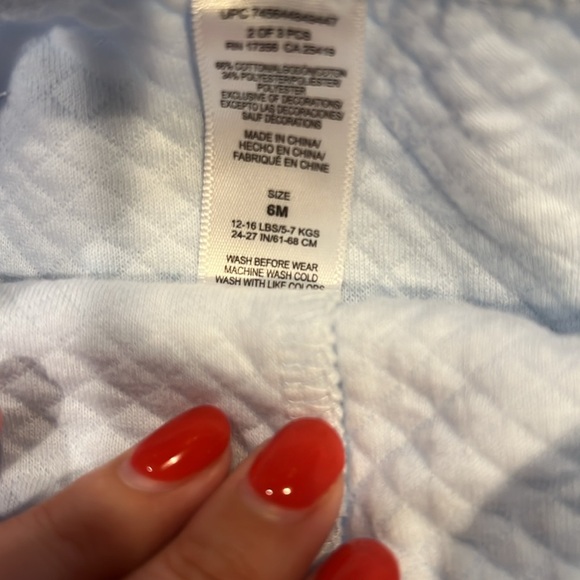 2 OF 3 PCS
RN 17356 CA 25419
66% COTTON/ALGODÓN/COTON
34% POLYESTER/POLIÉSTER/
POLYESTER
EXCLUSIVE OF DECORATIONS/
EXCEPTO LAS DECORACIONES/
SAUF DÉCORATIONS
MADE IN CHINA/
HECHO EN CHINA/
FABRIQUÉ EN CHINE
SIZE
6M
12-16 LBS/5-7 KGS
24-27 IN/61-68 CM
WASH BEFORE WEAR
MACHINE WASH COLD
WASH WITH LIKE COLORS